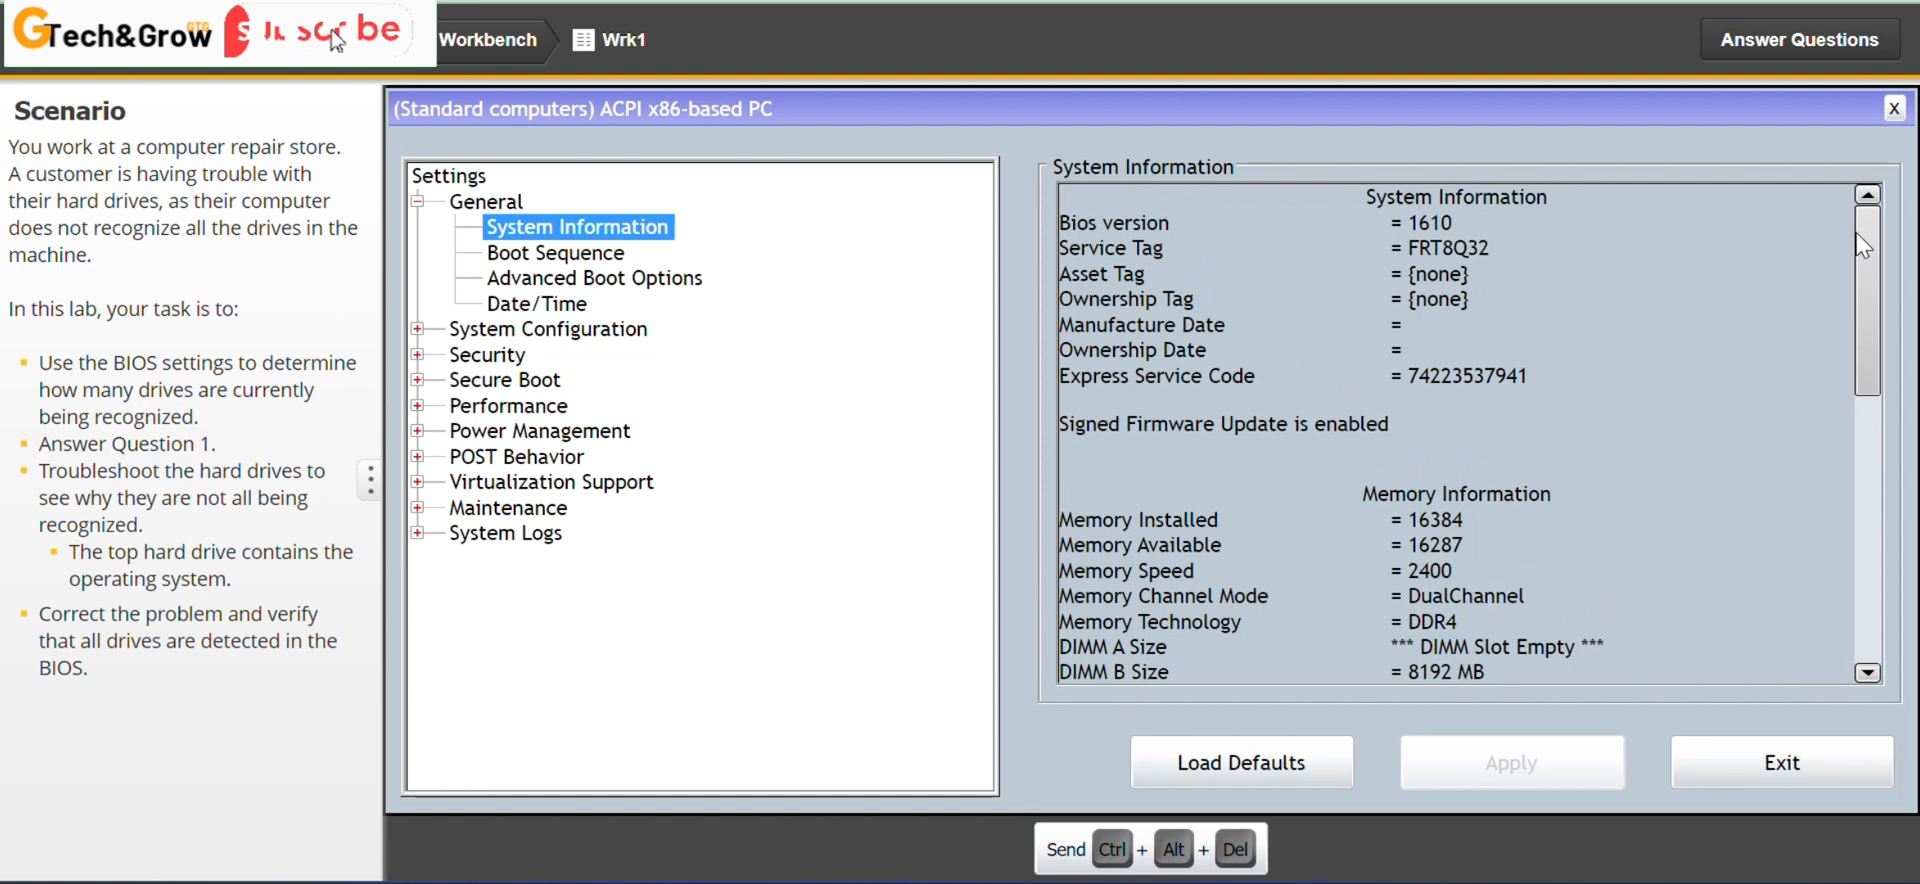 GTech&Grow
GTG
Workbench
Wrk1
Answer Questions
Scenario
You work at a computer repair store.
A customer is having trouble with
their hard drives, as their computer
does not recognize all the drives in the
machine.
In this lab, your task is to:
Use the BIOS settings to determine
how many drives are currently
being recognized.
Answer Question 1.
Troubleshoot the hard drives to
see why they are not all being
recognized.
The top hard drive contains the
operating system.
Correct the problem and verify
that all drives are detected in the
BIOS.
(Standard computers) ACPI x86-based PC
X
Settings
General
System Information
Boot Sequence
Advanced Boot Options
Date/Time
System Configuration
Security
Secure Boot
Performance
Power Management
POST Behavior
Virtualization Support
Maintenance
System Logs
System Information
System Information
Bios version = 1610
Service Tag = FRT8Q32
Asset Tag = {none}
Ownership Tag = {none}
Manufacture Date =
Ownership Date =
Express Service Code = 74223537941
Signed Firmware Update is enabled
Memory Information
Memory Installed = 16384
Memory Available = 16287
Memory Speed = 2400
Memory Channel Mode = DualChannel
Memory Technology = DDR4
DIMM A Size *** DIMM Slot Empty ***
DIMM B Size = 8192 MB
Load Defaults
Apply
Exit
Send Ctrl + Alt + Del